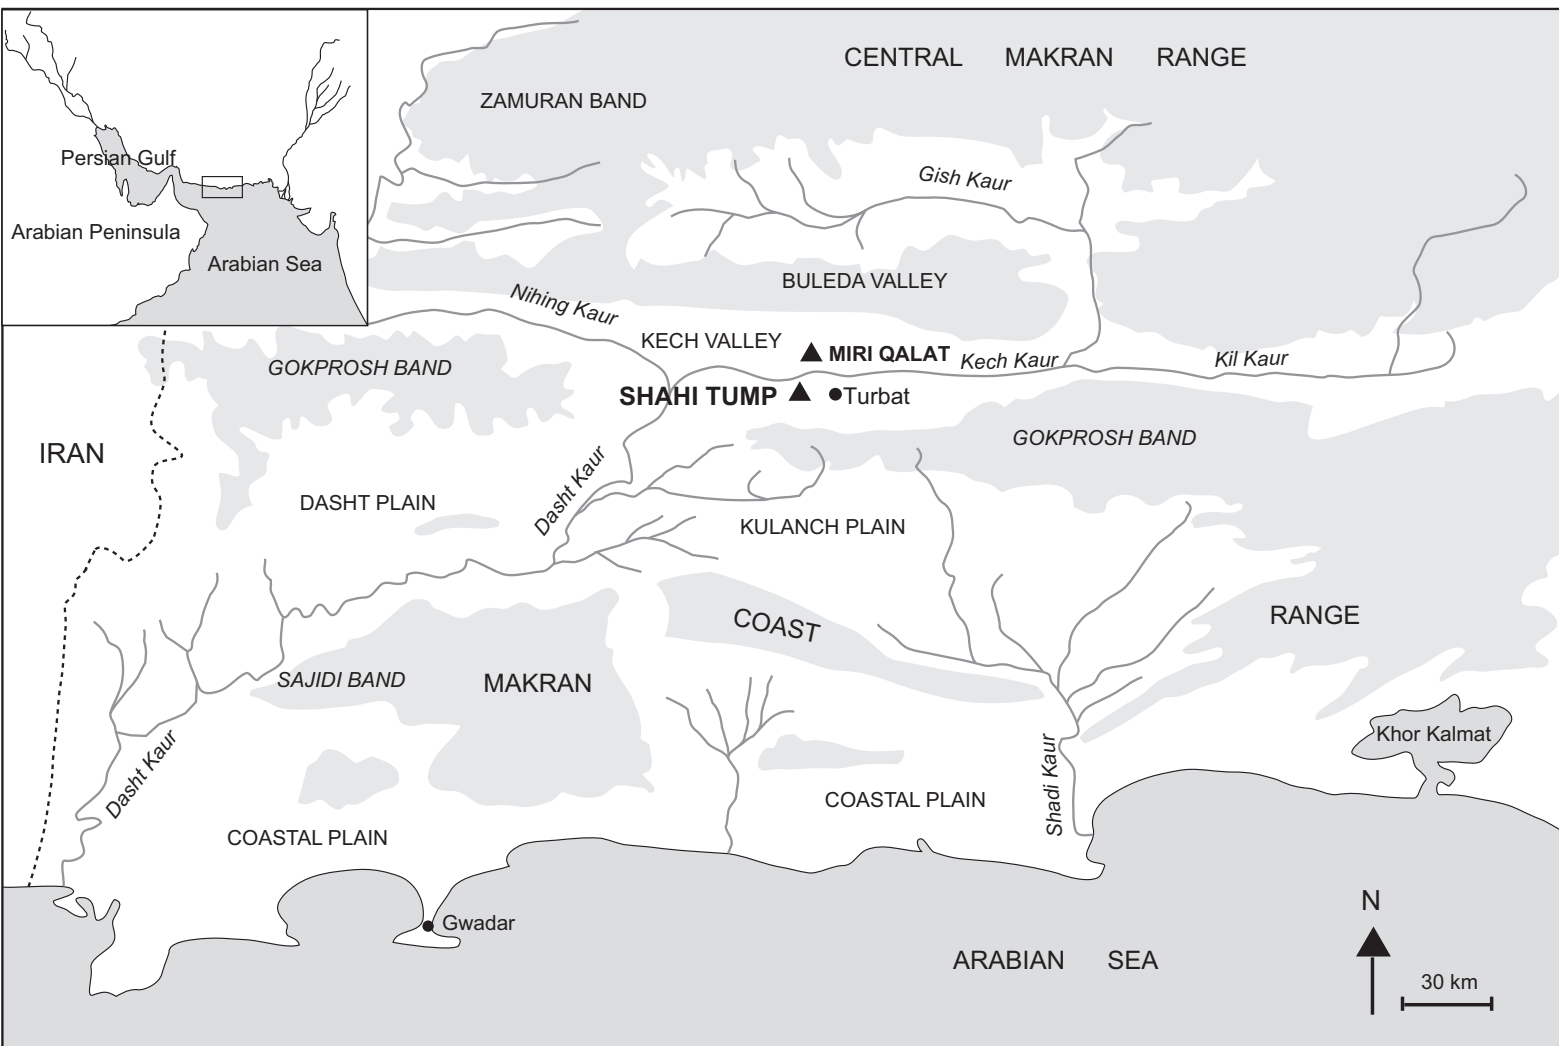 CENTRAL MAKRAN RANGE
ZAMURAN BAND
Persian Gulf
Gish Kaur
Arabian Peninsula
Arabian Sea
BULEDA VALLEY
Nihing Kaur
KECH VALLEY
MIRI QALAT
Kech Kaur
Kil Kaur
GOKPROSH BAND
SHAHI TUMP
Turbat
IRAN
GOKPROSH BAND
Dasht Kaur
DASHT PLAIN
KULANCH PLAIN
COAST
RANGE
SAJIDI BAND
MAKRAN
Khor Kalmat
Dasht Kaur
Shadi Kaur
COASTAL PLAIN
COASTAL PLAIN
N
Gwadar
ARABIAN SEA
30 km